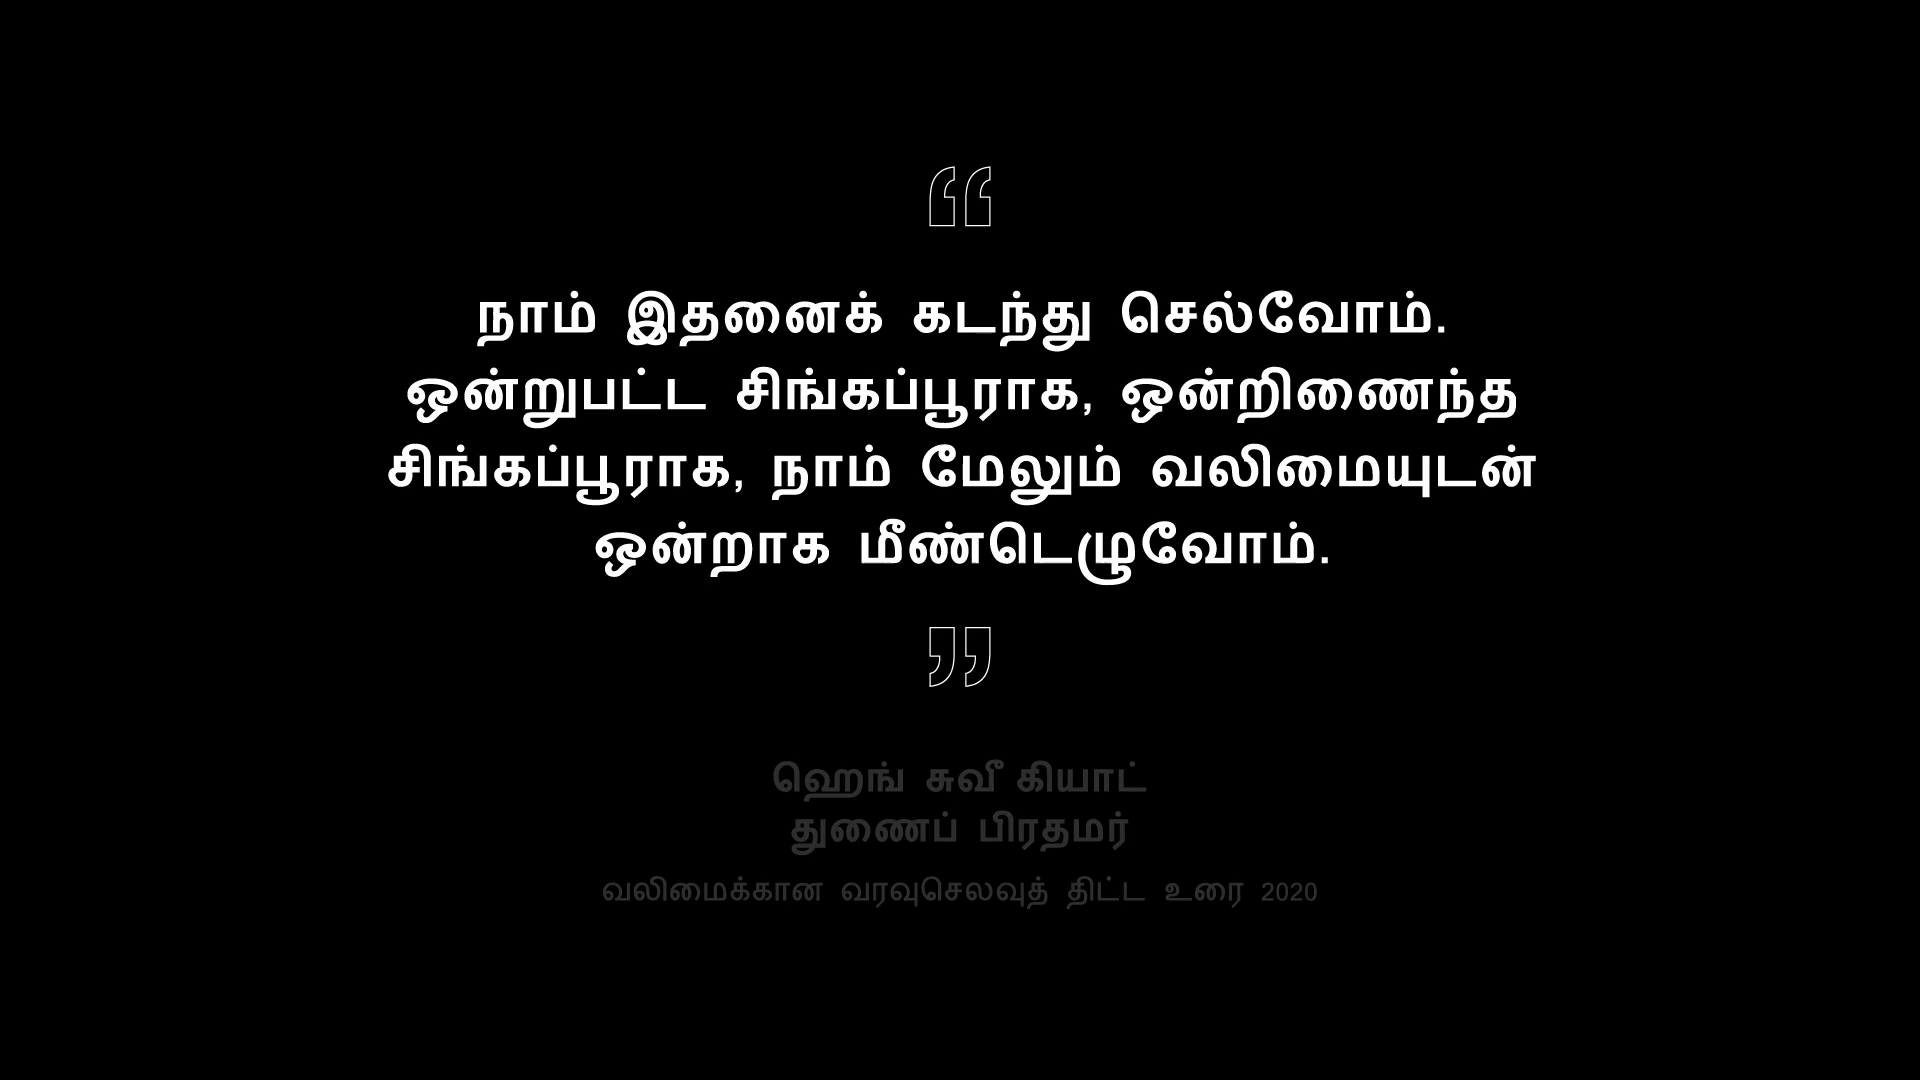 “
நாம் இதனைக் கடந்து செல்வோம்.
ஒன்றுபட்ட சிங்கப்பூராக, ஒன்றிணைந்த
சிங்கப்பூராக, நாம் மேலும் வலிமையுடன்
ஒன்றாக மீண்டெழுவோம்.
”
ஹெங் சுவீ கியாட்
துணைப் பிரதமர்
வலிமைக்கான வரவுசெலவுத் திட்ட உரை 2020